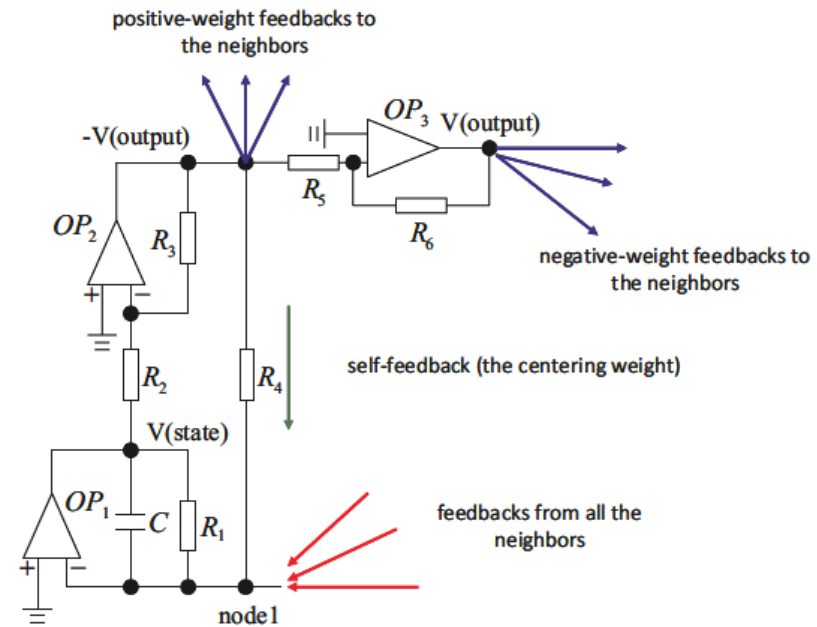 positive-weight feedbacks to
the neighbors
-V(output)
OP3 V(output)
R5
OP2
R3
R6
negative-weight feedbacks to
the neighbors
+ −
R2
R4
self-feedback (the centering weight)
V(state)
OP1
C
R1
feedbacks from all the
neighbors
+ −
node1